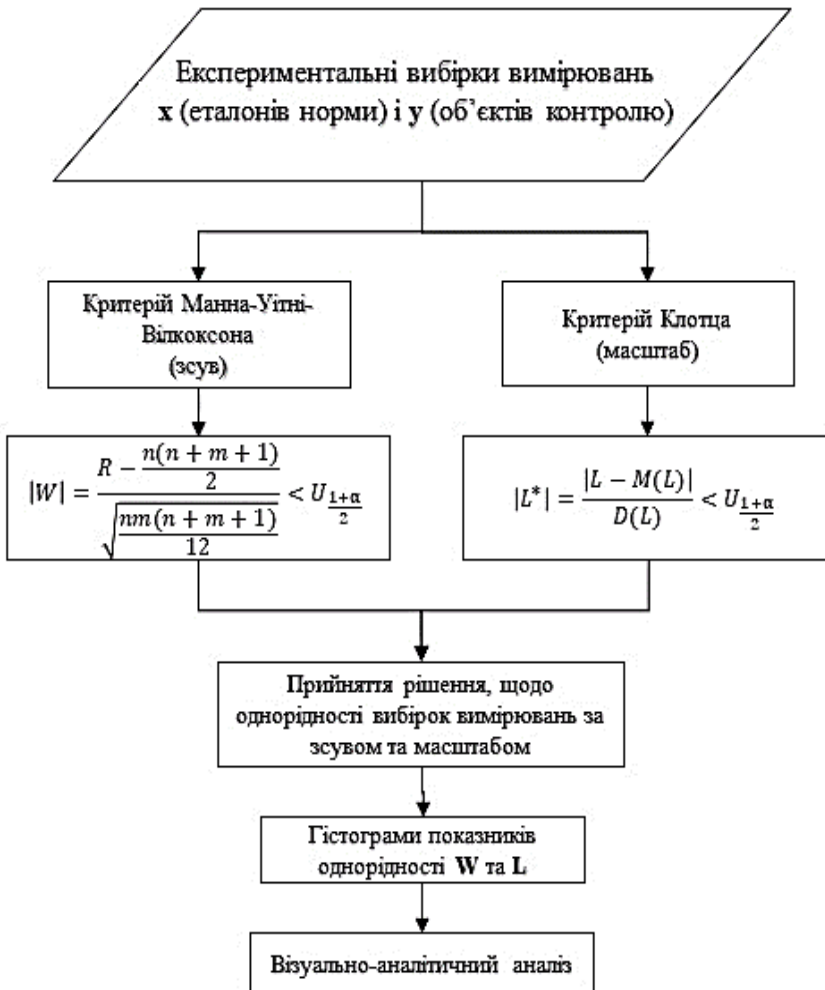 Експериментальні вибірки вимірювань
x (еталонів норми) і y (об’єктів контролю)
Критерій Манна-Уітні-
Вілкоксона
(зсув)
Критерій Клотца
(масштаб)
|W| = (R − n(n + m + 1)/2) / √(nm(n + m + 1)/12) < U_(1+α)/2
|L*| = |L − M(L)| / D(L) < U_(1+α)/2
Прийняття рішення, щодо
однорідності вибірок вимірювань за
зсувом та масштабом
Гістограми показників
однорідності W та L
Візуально-аналітичний аналіз